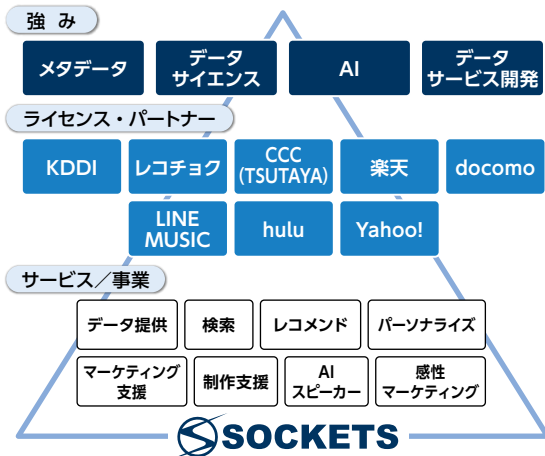 強 み
メタデータ
データ
サイエンス
AI
データ
サービス開発
ライセンス・パートナー
KDDI
レコチョク
CCC
(TSUTAYA)
楽天
docomo
LINE
MUSIC
hulu
Yahoo!
サービス／事業
データ提供
検索
レコメンド
パーソナライズ
マーケティング
支援
制作支援
AI
スピーカー
感性
マーケティング
SOCKETS